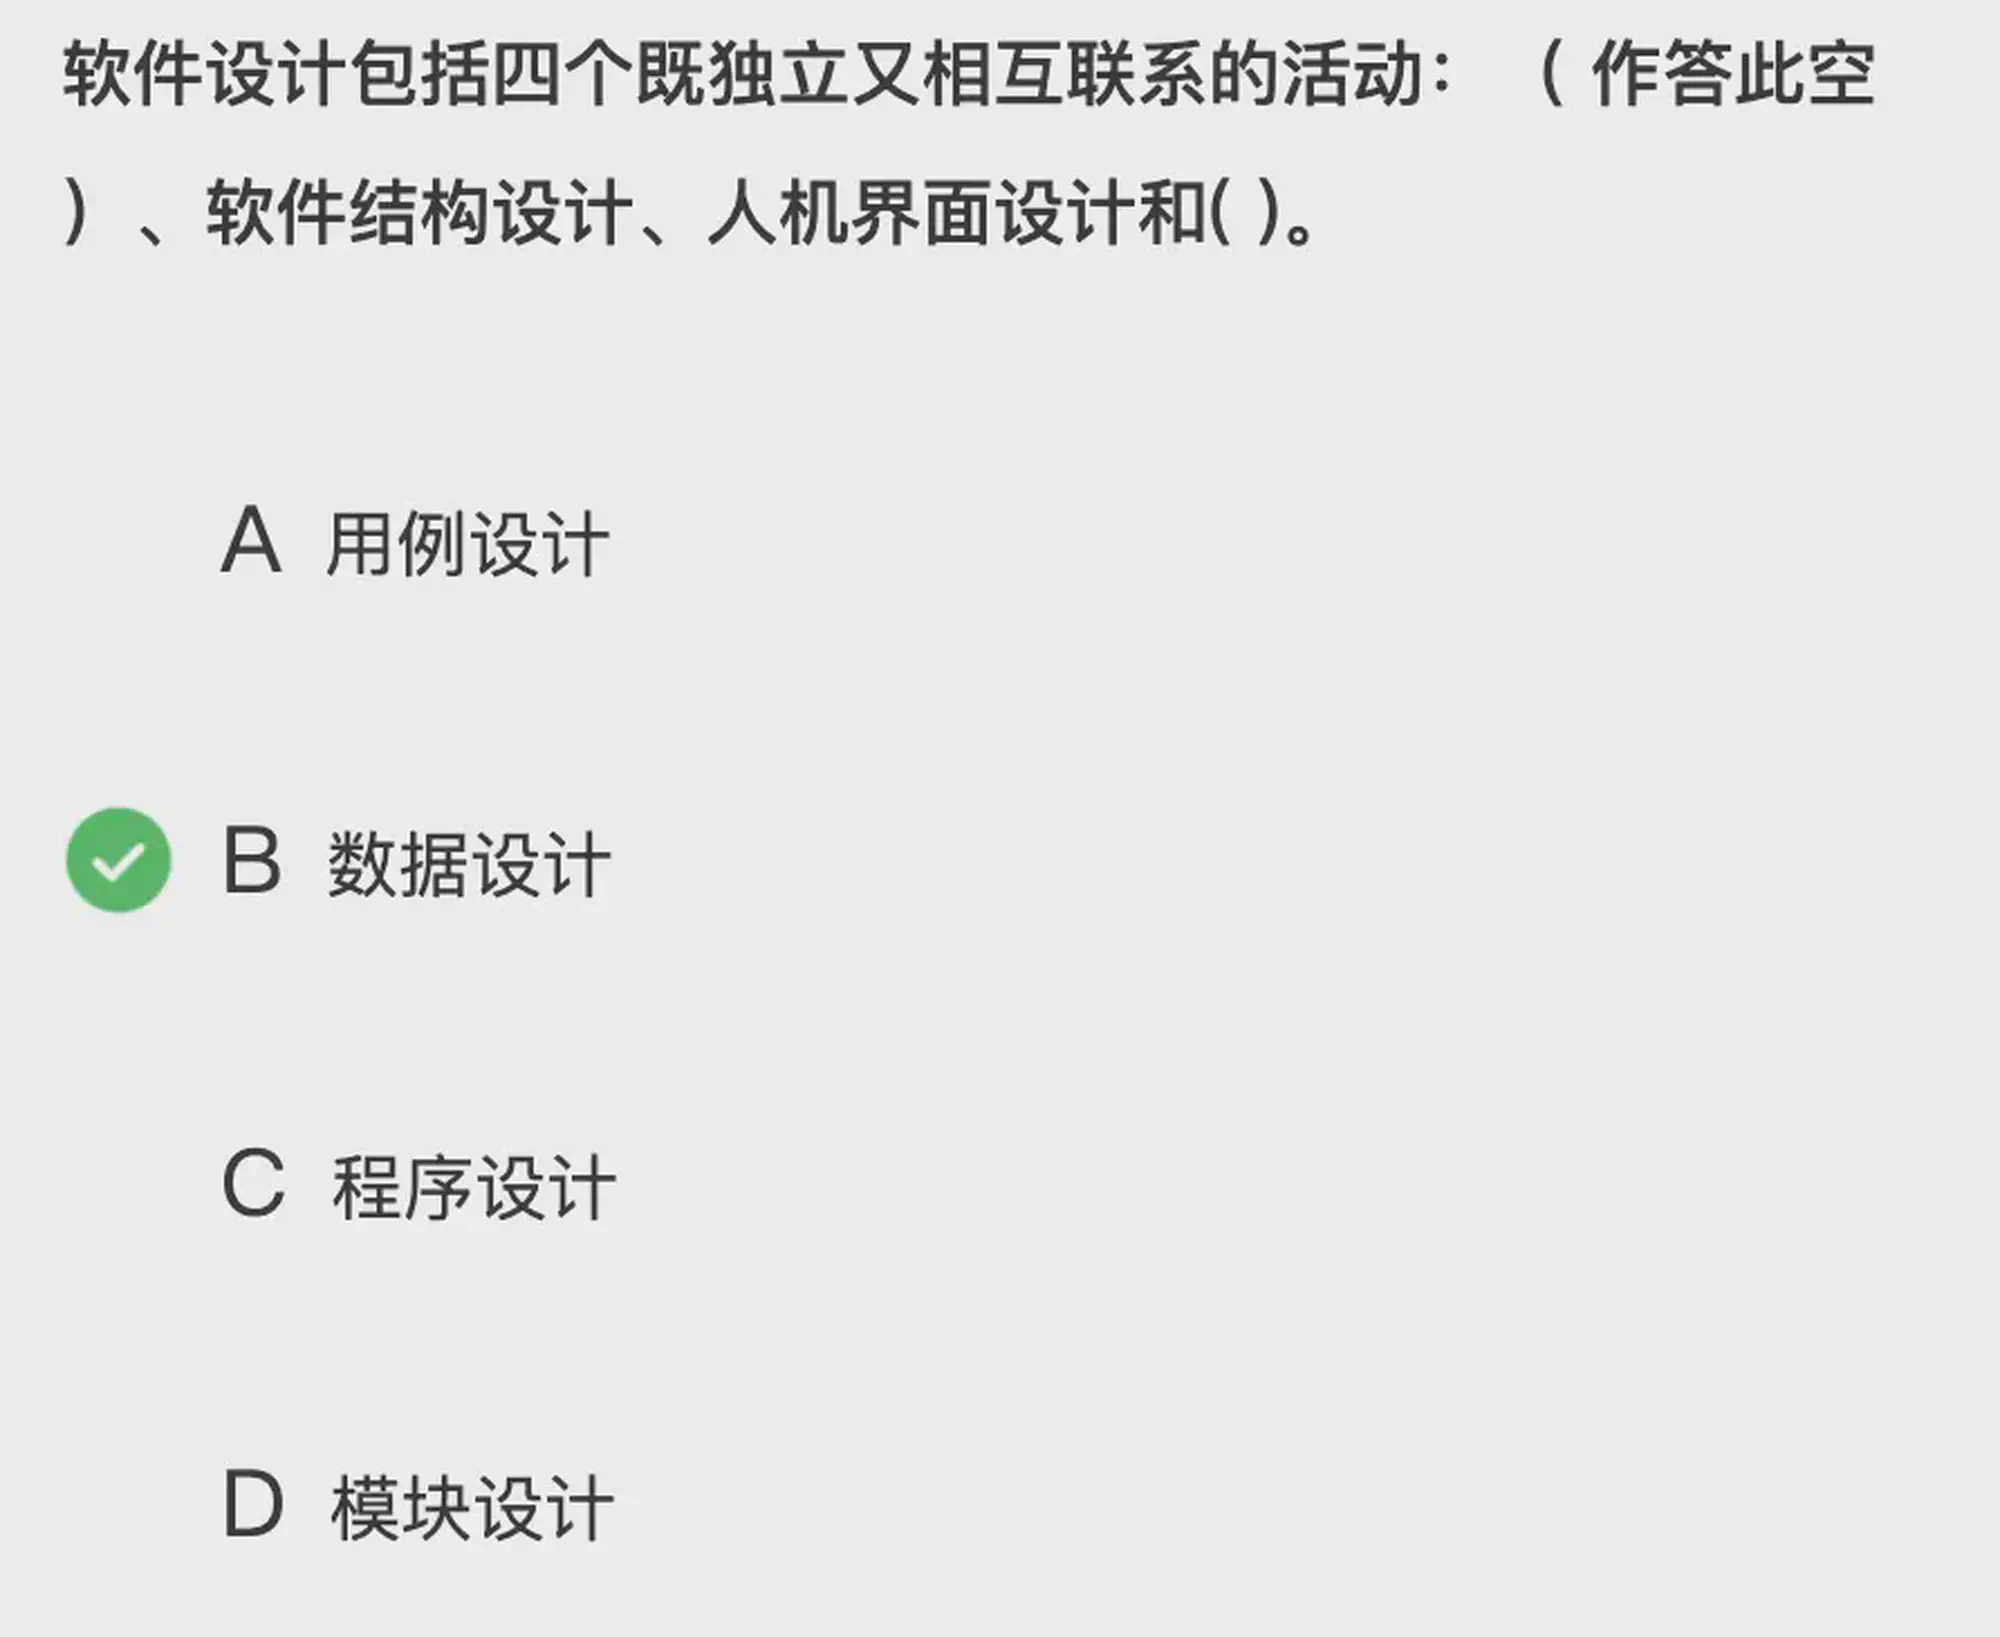 软件设计包括四个既独立又相互联系的活动： （ 作答此空
） 、软件结构设计、人机界面设计和( )。
A 用例设计
B 数据设计
C 程序设计
D 模块设计